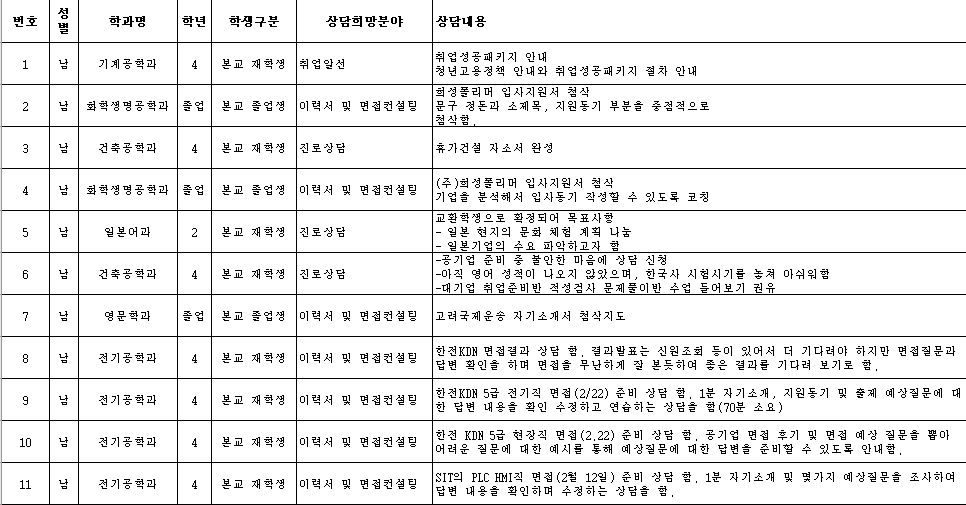 번호 성별 학과명 학년 학생구분 상담희망분야 상담내용
1 남 기계공학과 4 본교 재학생 취업알선 취업성공패키지 안내
청년고용정책 안내와 취업성공패키지 절차 안내
2 남 화학생명공학과 졸업 본교 졸업생 이력서 및 면접컨설팅 희성폴리머 입사지원서 첨삭
문구 정돈과 소제목, 지원동기 부분을 중점적으로
첨삭함.
3 남 건축공학과 4 본교 재학생 진로상담 휴가건설 자소서 완성
4 남 화학생명공학과 졸업 본교 졸업생 이력서 및 면접컨설팅 (주)희성폴리머 입사지원서 첨삭
기업을 분석해서 입사동기 작성할 수 있도록 코칭
5 남 일본어과 2 본교 재학생 진로상담 교환학생으로 확정되어 목표사항
- 일본 현지의 문화 체험 계획 나눔
- 일본기업의 수요 파악하고자 함
6 남 건축공학과 4 본교 재학생 진로상담 -공기업 준비 중 불안한 마음에 상담 신청
-아직 영어 성적이 나오지 않았으며, 한국사 시험시기를 놓쳐 아쉬워함
-대기업 취업준비반 적성검사 문제풀이반 수업 들어보기 권유
7 남 영문학과 졸업 본교 졸업생 이력서 및 면접컨설팅 고려국제운송 자기소개서 첨삭지도
8 남 전기공학과 4 본교 재학생 이력서 및 면접컨설팅 한전KDN 면접결과 상담 함. 결과발표는 신원조회 등이 있어서 더 기다려야 하지만 면접질문과
답변 확인을 하며 면접을 무난하게 잘 본듯하여 좋은 결과를 기다려 보기로 함.
9 남 전기공학과 4 본교 재학생 이력서 및 면접컨설팅 한전KDN 5급 전기직 면접(2/22) 준비 상담 함. 1분 자기소개, 지원동기 및 출제 예상질문에 대
한 답변 내용을 확인 수정하고 연습하는 상담을 함(70분 소요)
10 남 전기공학과 4 본교 재학생 이력서 및 면접컨설팅 한전 KDN 5급 현장직 면접(2.22) 준비 상담 함. 공기업 면접 후기 및 면접 예상 질문을 뽑아
어려운 질문에 대한 예시를 통해 예상질문에 대한 답변을 준비할 수 있도록 안내함.
11 남 전기공학과 4 본교 재학생 이력서 및 면접컨설팅 SIT의 PLC HMI직 면접(2월 12일) 준비 상담 함. 1분 자기소개 및 몇가지 예상질문을 조사하여
답변 내용을 확인하며 수정하는 상담을 함.